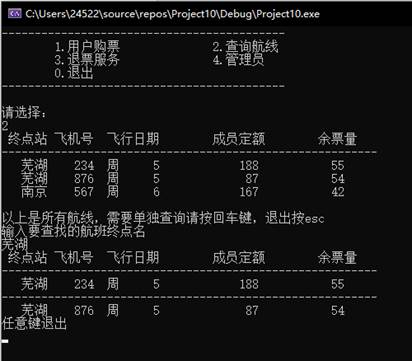 C:\Users\24522\source\repos\Project10\Debug\Project10.exe
------------------------------------------
1.用户购票 2.查询航线
3.退票服务 4.管理员
0.退出
------------------------------------------
请选择:
2
终点站 飞机号 飞行日期 成员定额 余票量
--------------------------------------------------------
芜湖 234 周 5 188 55
芜湖 876 周 5 87 54
南京 567 周 6 167 42
--------------------------------------------------------
以上是所有航线，需要单独查询请按回车键，退出按esc
输入要查找的航班终点名
芜湖
终点站 飞机号 飞行日期 成员定额 余票量
--------------------------------------------------------
芜湖 234 周 5 188 55
--------------------------------------------------------
芜湖 876 周 5 87 54
任意键退出